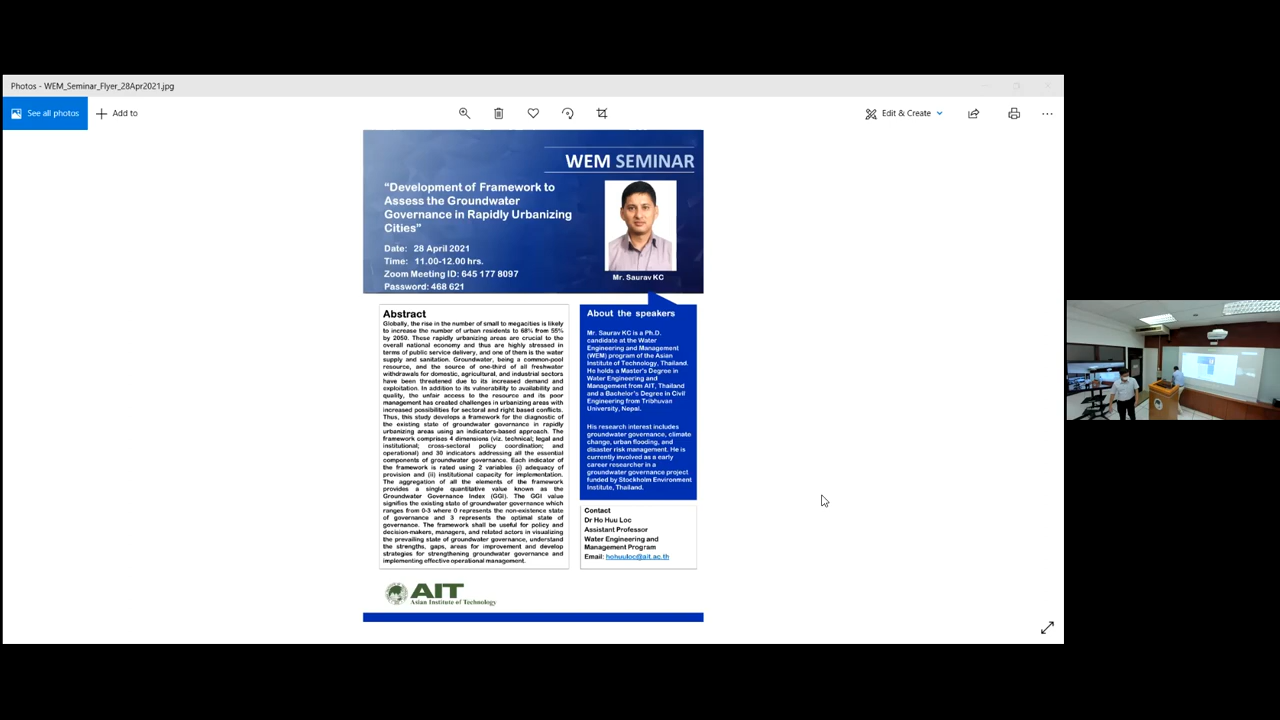 Photos - WEM_Seminar_Flyer_28Apr2021.jpg
See all photos
Add to
Edit & Create
WEM SEMINAR
“Development of Framework to
Assess the Groundwater
Governance in Rapidly Urbanizing
Cities”
Date: 28 April 2021
Time: 11.00-12.00 hrs.
Zoom Meeting ID: 645 177 8097
Password: 468 621
Mr. Saurav KC
Abstract
Globally, the rise in the number of small to megacities is likely
to increase the number of urban residents to 68% from 55%
by 2050. These rapidly urbanizing areas are crucial to the
overall national economy and thus are highly stressed in
terms of public service delivery, and one of them is the water
supply and sanitation. Groundwater, being a common-pool
resource, and the source of one-third of all freshwater
withdrawals for domestic, agricultural, and industrial sectors
have been threatened due to its increased demand and
exploitation. In addition to its vulnerability to availability and
quality, the unfair access to the resource and its poor
management has created challenges in urbanizing areas with
increased possibilities for sectoral and right based conflicts.
Thus, this study develops a framework for the diagnostic of
the existing state of groundwater governance in rapidly
urbanizing areas using an indicators-based approach. The
framework comprises 4 dimensions (viz. technical; legal and
institutional; cross-sectoral policy coordination; and
operational) and 30 indicators addressing all the essential
components of groundwater governance. Each indicator of
the framework is rated using 2 variables (i) adequacy of
provision and (ii) institutional capacity for implementation.
The aggregation of all the elements of the framework
provides a single quantitative value known as the
Groundwater Governance Index (GGI). The GGI value
signifies the existing state of groundwater governance which
ranges from 0-3 where 0 represents the non-existence state
of governance and 3 represents the optimal state of
governance. The framework shall be useful for policy and
decision-makers, managers, and related actors in visualizing
the prevailing state of groundwater governance, understand
the strengths, gaps, areas for improvement and develop
strategies for strengthening groundwater governance and
implementing effective operational management.
About the speakers
Mr. Saurav KC is a Ph.D.
candidate at the Water
Engineering and Management
(WEM) program of the Asian
Institute of Technology, Thailand.
He holds a Master's Degree in
Water Engineering and
Management from AIT, Thailand
and a Bachelor's Degree in Civil
Engineering from Tribhuvan
University, Nepal.
His research interest includes
groundwater governance, climate
change, urban flooding, and
disaster risk management. He is
currently involved as a early
career researcher in a
groundwater governance project
funded by Stockholm Environment
Institute, Thailand.
Contact
Dr Ho Huu Loc
Assistant Professor
Water Engineering and
Management Program
Email: hohuuloc@ait.ac.th
AIT
Asian Institute of Technology